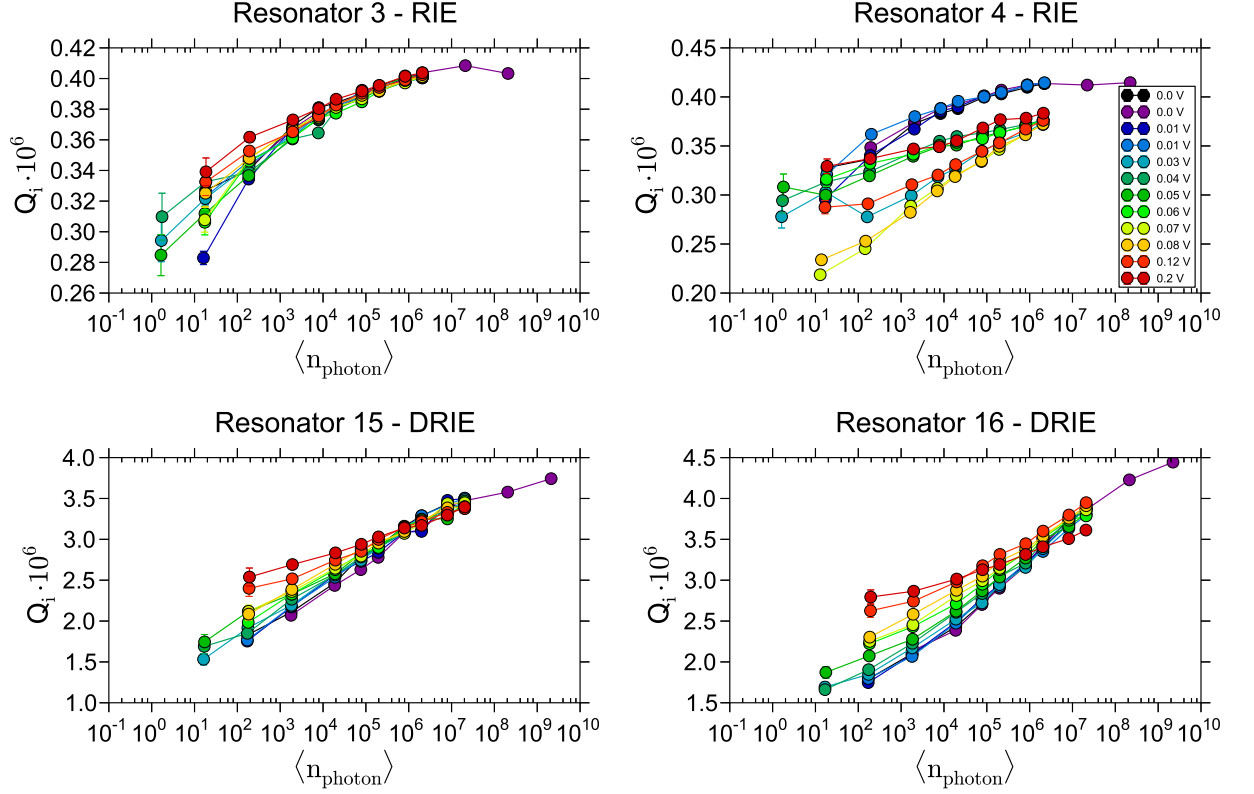 Resonator 3 - RIE
Q_i · 10^6
0.42
0.40
0.38
0.36
0.34
0.32
0.30
0.28
0.26
10^-1 10^0 10^1 10^2 10^3 10^4 10^5 10^6 10^7 10^8 10^9 10^10
⟨n_photon⟩
Resonator 4 - RIE
Q_i · 10^6
0.45
0.40
0.35
0.30
0.25
0.20
0.0 V
0.0 V
0.01 V
0.01 V
0.03 V
0.04 V
0.05 V
0.06 V
0.07 V
0.08 V
0.12 V
0.2 V
10^-1 10^0 10^1 10^2 10^3 10^4 10^5 10^6 10^7 10^8 10^9 10^10
⟨n_photon⟩
Resonator 15 - DRIE
Q_i · 10^6
4.0
3.5
3.0
2.5
2.0
1.5
1.0
10^-1 10^0 10^1 10^2 10^3 10^4 10^5 10^6 10^7 10^8 10^9 10^10
⟨n_photon⟩
Resonator 16 - DRIE
Q_i · 10^6
4.5
4.0
3.5
3.0
2.5
2.0
1.5
10^-1 10^0 10^1 10^2 10^3 10^4 10^5 10^6 10^7 10^8 10^9 10^10
⟨n_photon⟩